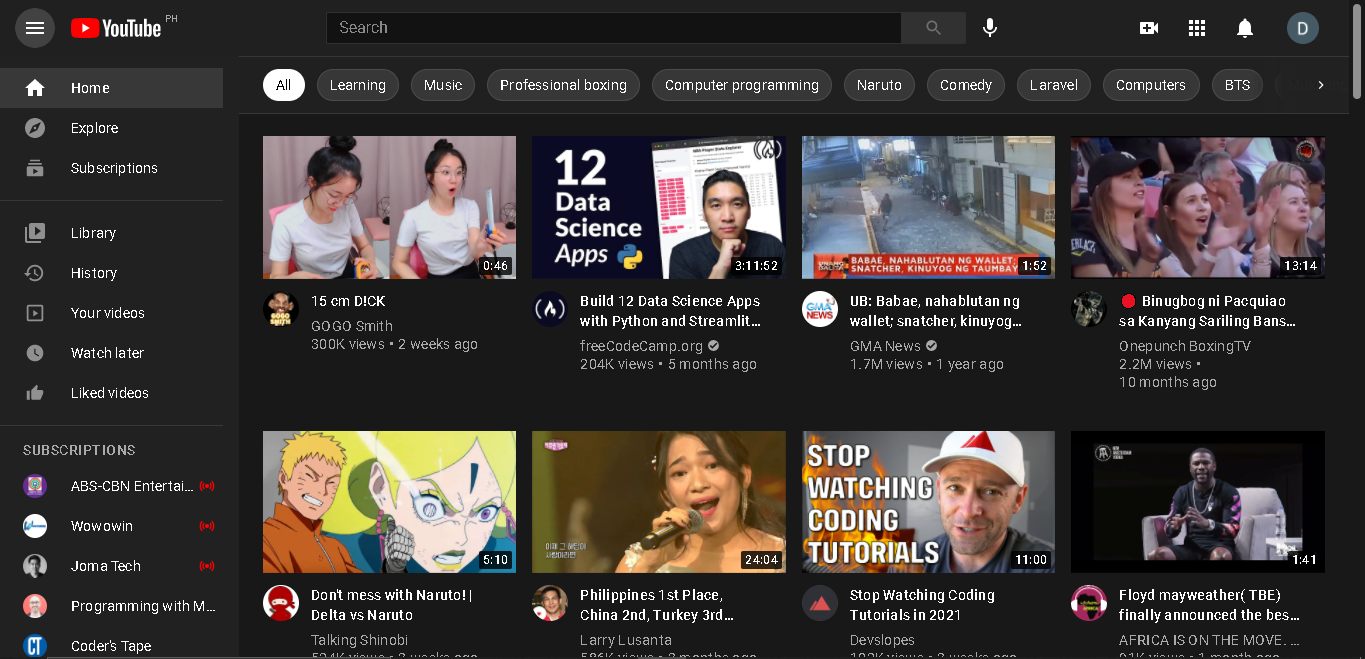 YouTube PH
Search
D
Home
Explore
Subscriptions
Library
History
Your videos
Watch later
Liked videos
SUBSCRIPTIONS
ABS-CBN Entertai...
Wowowin
Joma Tech
Programming with M...
Coder's Tape
All
Learning
Music
Professional boxing
Computer programming
Naruto
Comedy
Laravel
Computers
BTS
0:46
GOGO
SMITH
15 cm D!CK
GOGO Smith
300K views • 2 weeks ago
12
Data
Science
Apps
3:11:52
Build 12 Data Science Apps
with Python and Streamlit...
freeCodeCamp.org
204K views • 5 months ago
BABAE, NAHABLUTAN NG WALLET;
SNATCHER, KINUYOG NG TAUMBAY
1:52
GMA
NEWS
UB: Babae, nahablutan ng
wallet; snatcher, kinuyog...
GMA News
1.7M views • 1 year ago
13:14
Binugbog ni Pacquiao
sa Kanyang Sariling Bans...
Onepunch BoxingTV
2.2M views •
10 months ago
5:10
Don't mess with Naruto! |
Delta vs Naruto
Talking Shinobi
24:04
Philippines 1st Place,
China 2nd, Turkey 3rd...
Larry Lusanta
STOP
WATCHING
CODING
TUTORIALS
11:00
Stop Watching Coding
Tutorials in 2021
Devslopes
1:41
Floyd mayweather( TBE)
finally announced the bes...
AFRICA IS ON THE MOVE. ...